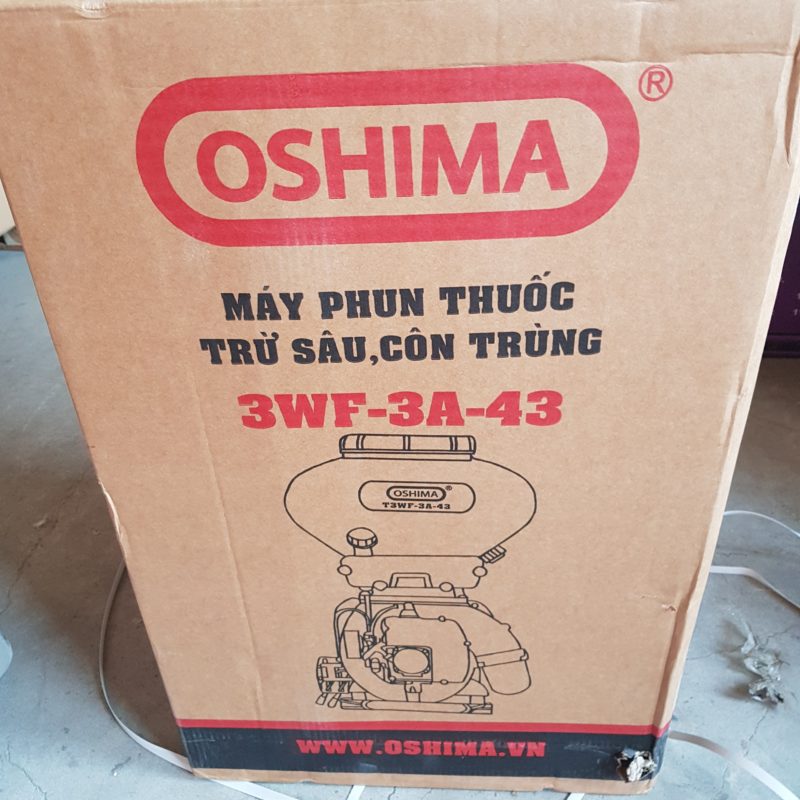 OSHIMA ®
MÁY PHUN THUỐC
TRỪ SÂU,CÔN TRÙNG
3WF-3A-43
OSHIMA ®
T3WF-3A-43
WWW.OSHIMA.VN